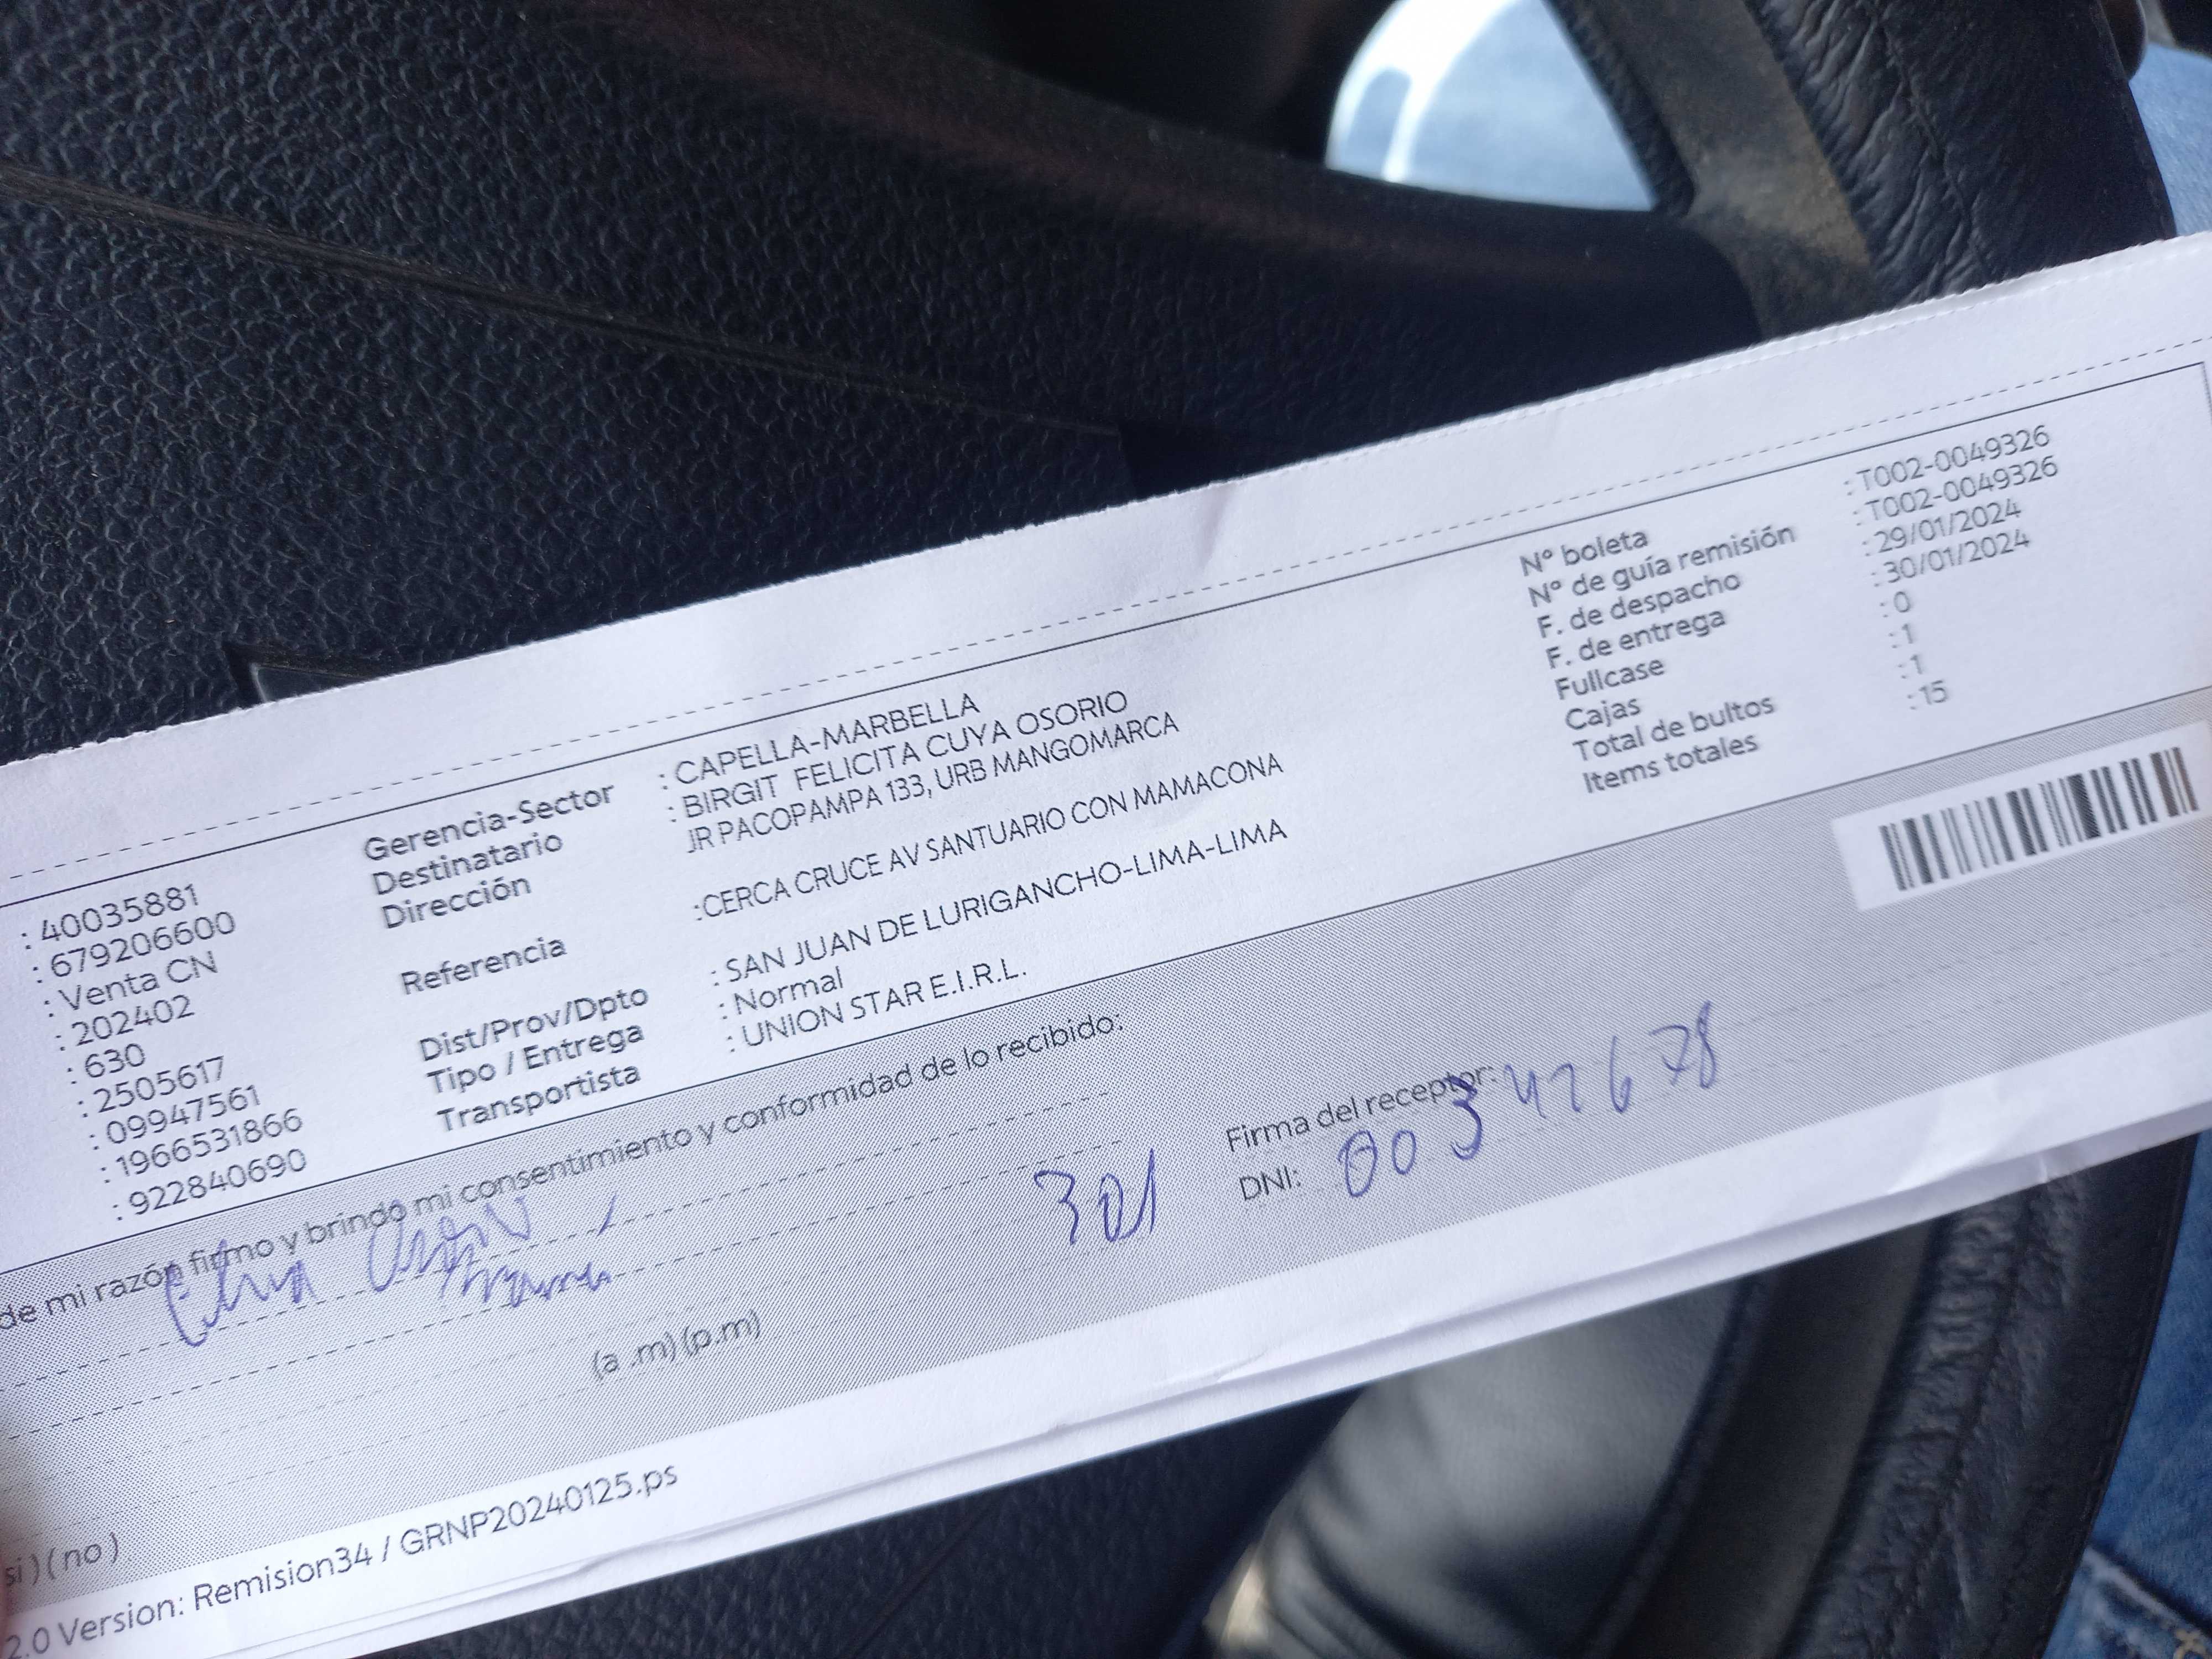 : 40035881
: 679206600
: Venta CN
: 202402
: 630
: 2505617
: 09947561
: 1966531866
: 922840690
Gerencia-Sector : CAPELLA-MARBELLA
Destinatario : BIRGIT FELICITA CUYA OSORIO
Dirección JR PACOPAMPA 133, URB MANGOMARCA
Referencia :CERCA CRUCE AV SANTUARIO CON MAMACONA
Dist/Prov/Dpto : SAN JUAN DE LURIGANCHO-LIMA-LIMA
Tipo / Entrega : Normal
Transportista : UNION STAR E.I.R.L.
N° boleta : T002-0049326
N° de guía remisión : T002-0049326
F. de despacho : 29/01/2024
F. de entrega : 30/01/2024
Fullcase : 0
Cajas : 1
Total de bultos : 1
Items totales : 15
de mi razón firmo y brindo mi consentimiento y conformidad de lo recibido:
301
Firma del receptor:
DNI:
(a .m) (p.m)
si ) ( no )
2.0 Version: Remision34 / GRNP20240125.ps